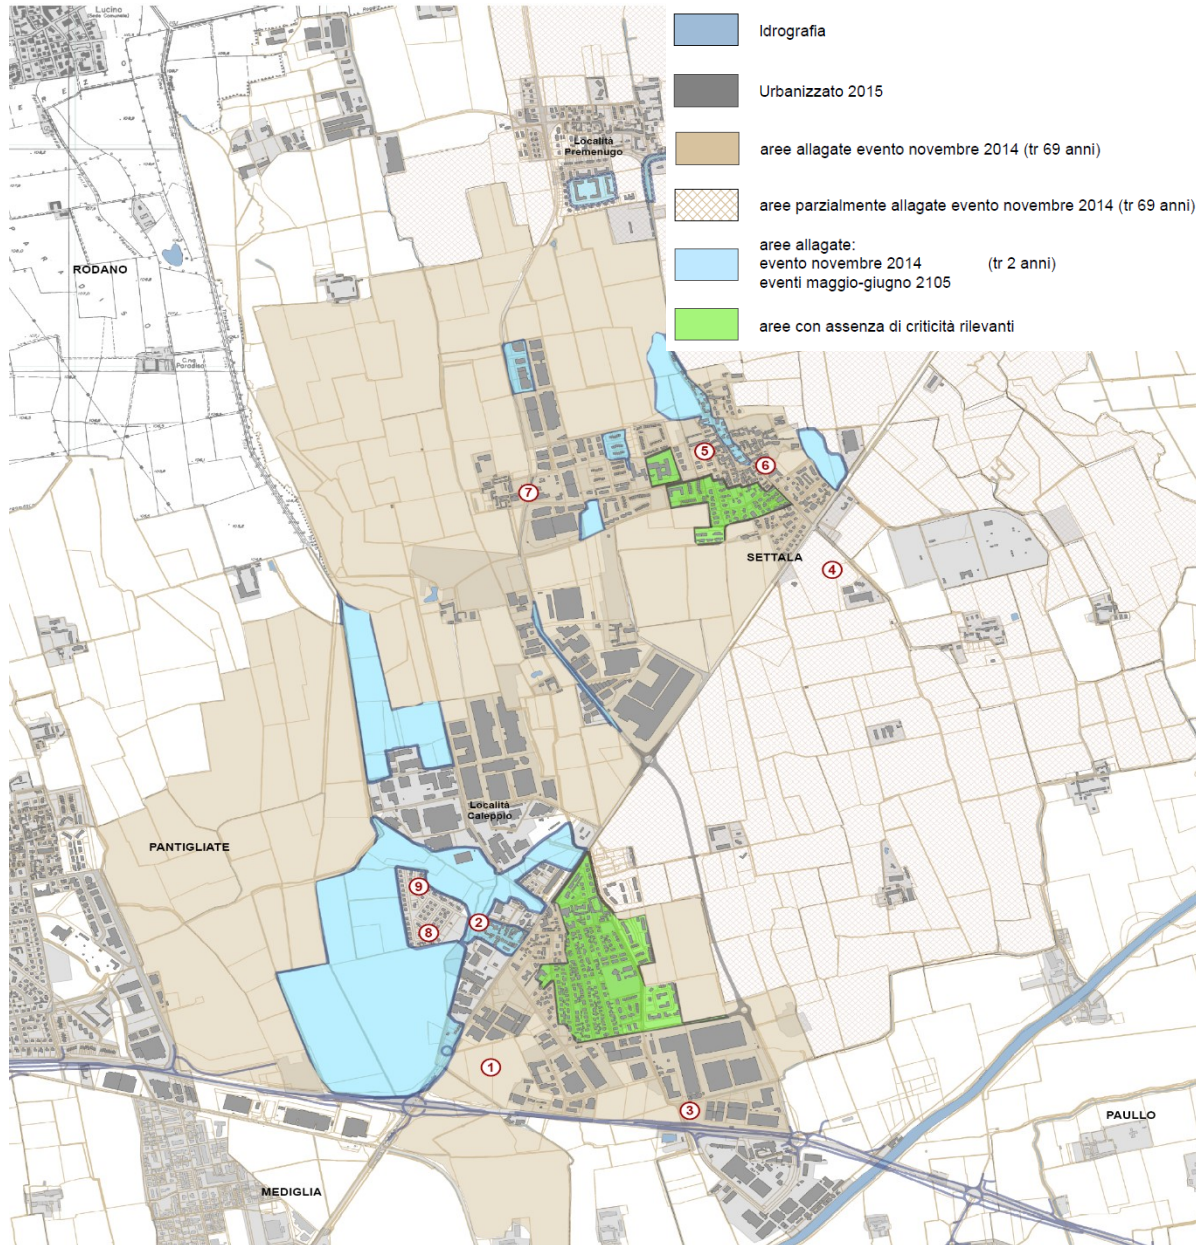 Lucino
Idrografia
Urbanizzato 2015
Località
Premenugo
aree allagate evento novembre 2014 (tr 69 anni)
aree parzialmente allagate evento novembre 2014 (tr 69 anni)
aree allagate:
evento novembre 2014 (tr 2 anni)
eventi maggio-giugno 2105
RODANO
aree con assenza di criticità rilevanti
C.na
Paradiso
5
6
7
SETTALA
4
Località
Caleppio
PANTIGLIATE
9
2
8
1
3
PAULLO
MEDIGLIA